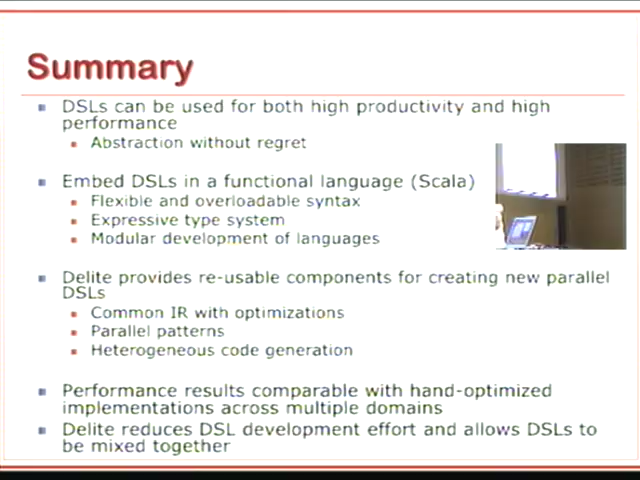 Summary
DSLs can be used for both high productivity and high
performance
Abstraction without regret
Embed DSLs in a functional language (Scala)
Flexible and overloadable syntax
Expressive type system
Modular development of languages
Delite provides re-usable components for creating new parallel
DSLs
Common IR with optimizations
Parallel patterns
Heterogeneous code generation
Performance results comparable with hand-optimized
implementations across multiple domains
Delite reduces DSL development effort and allows DSLs to
be mixed together